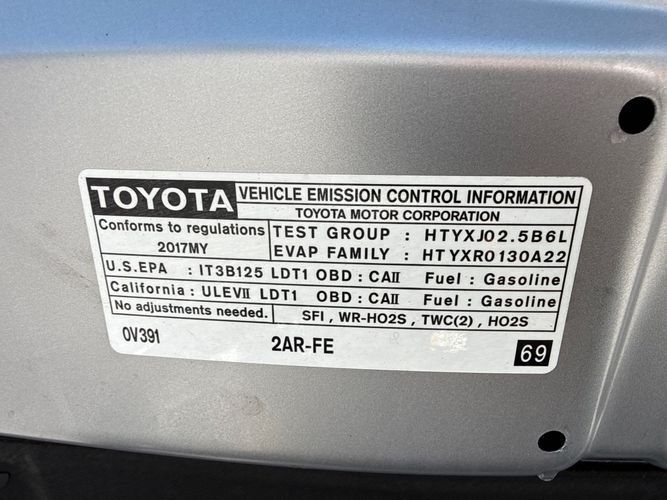 TOYOTA VEHICLE EMISSION CONTROL INFORMATION
TOYOTA MOTOR CORPORATION
Conforms to regulations
2017MY
TEST GROUP : HTYXJ02.5B6L
EVAP FAMILY : HTYXR0130A22
U.S.EPA : IT3B125 LDT1 OBD : CAⅡ Fuel : Gasoline
California : ULEVⅡ LDT1 OBD : CAⅡ Fuel : Gasoline
No adjustments needed. SFI , WR-HO2S , TWC(2) , HO2S
0V391 2AR-FE 69